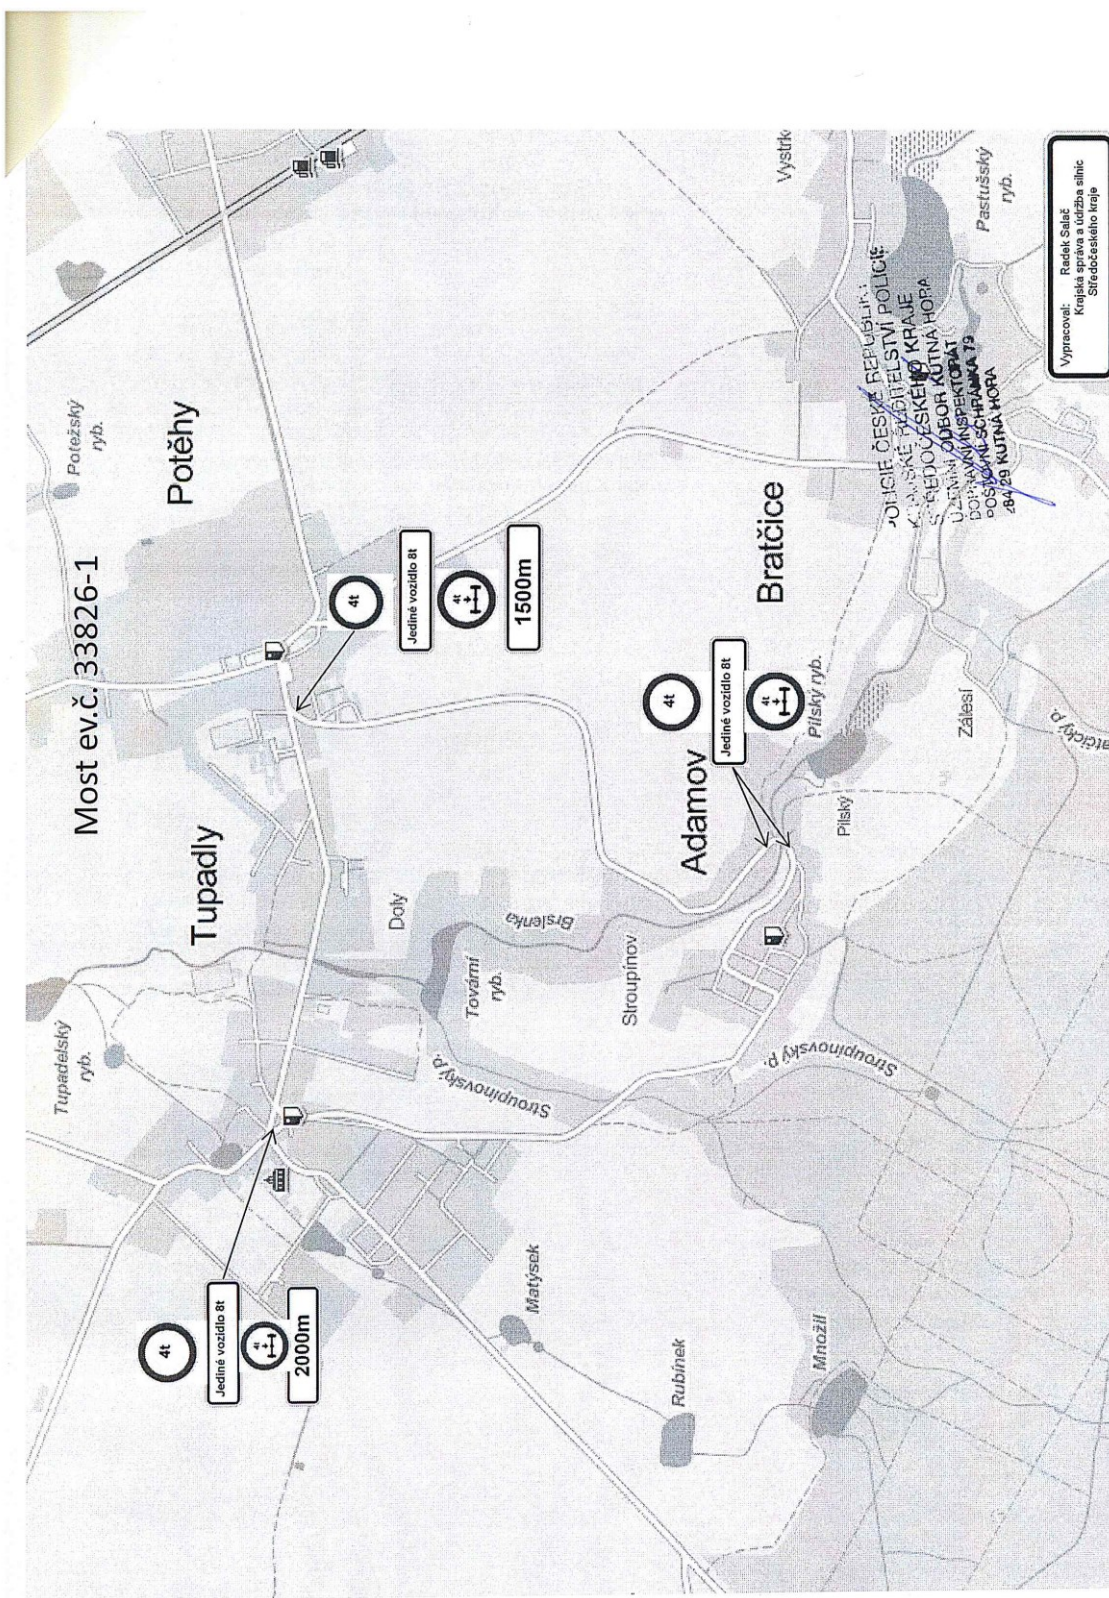 Most ev.č. 33826-1
Potěhy
Potežský
ryb.
Tupadly
Tupadelský
ryb.
4t
Jediné vozidlo 8t
4t
2000m
4t
Jediné vozidlo 8t
4t
1500m
Doly
Brslenka
Tovární
ryb.
Stroupínov
Stroupínovský p.
Stroupínovský p.
Matýsek
Rubínek
Množil
Adamov
4t
Jediné vozidlo 8t
4t
Pilský ryb.
Pilský
Bratčice
Zálesí
Pastušský
ryb.
POLICIE ČESKÉ REPUBLIKY
KRAJSKÉ ŘEDITELSTVÍ POLICIE
STŘEDOČESKÉHO KRAJE
ÚZEMNÍ ODBOR KUTNÁ HORA
DOPRAVNÍ INSPEKTORÁT
POŠTOVNÍ SCHRÁNKA 79
284 29 KUTNÁ HORA
Vypracoval: Radek Salač
Krajská správa a údržba silnic
Středočeského kraje